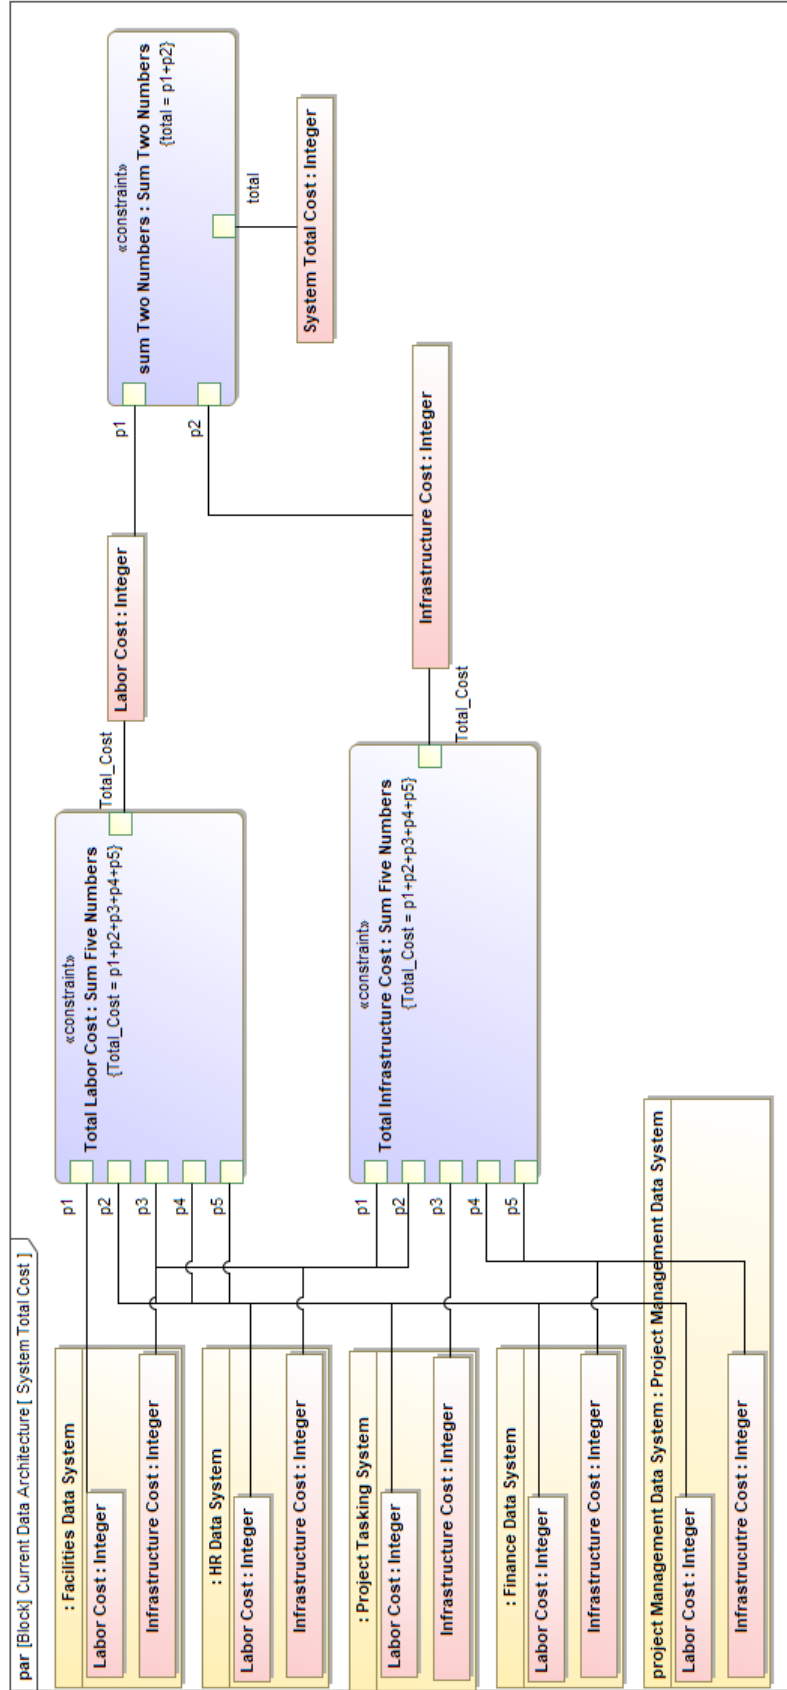 par [Block] Current Data Architecture [ System Total Cost ]
: Facilities Data System
Labor Cost : Integer
Infrastructure Cost : Integer
: HR Data System
Labor Cost : Integer
Infrastructure Cost : Integer
: Project Tasking System
Labor Cost : Integer
Infrastructure Cost : Integer
: Finance Data System
Labor Cost : Integer
Infrastructure Cost : Integer
project Management Data System : Project Management Data System
Labor Cost : Integer
Infrastrucutre Cost : Integer
p1
p2
p3
p4
p5
«constraint»
Total Labor Cost : Sum Five Numbers
{Total_Cost = p1+p2+p3+p4+p5}
Total_Cost
p1
p2
p3
p4
p5
«constraint»
Total Infrastructure Cost : Sum Five Numbers
{Total_Cost = p1+p2+p3+p4+p5}
Total_Cost
Labor Cost : Integer
Infrastructure Cost : Integer
p1
p2
«constraint»
sum Two Numbers : Sum Two Numbers
{total = p1+p2}
total
System Total Cost : Integer